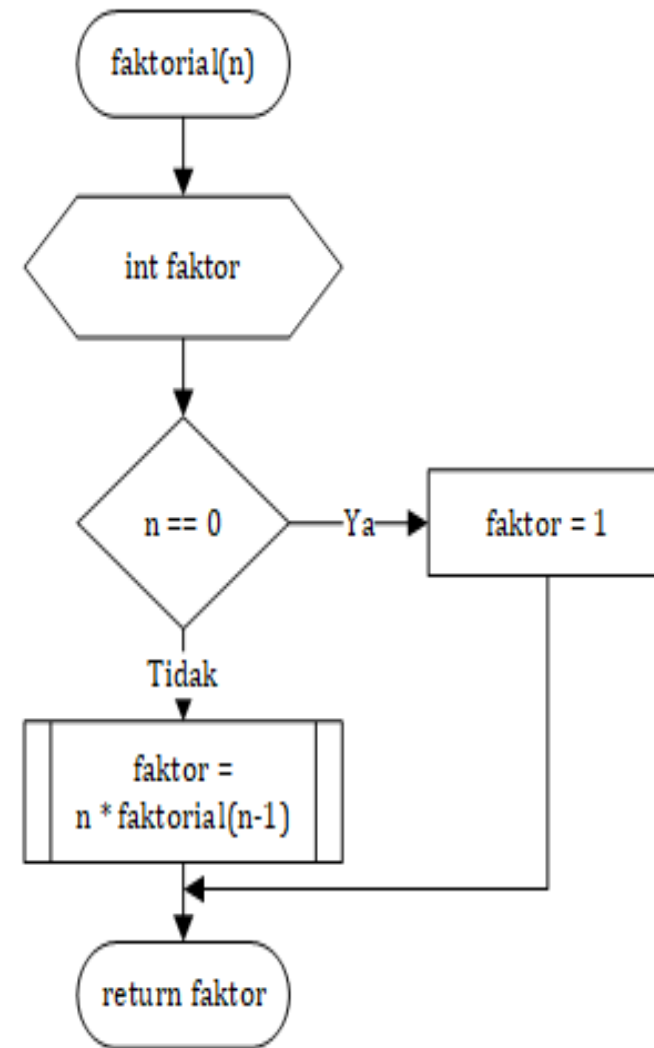 faktorial(n)
int faktor
n == 0
Ya
faktor = 1
Tidak
faktor =
n * faktorial(n-1)
return faktor